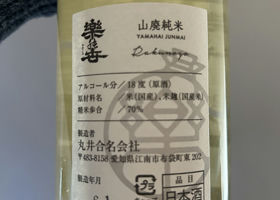 樂の世
山廃純米
YAMAHAI JUNMAI
Rakunoyo
アルコール分／18度(原酒)
原材料名／米(国産)、米麹(国産米)
精米歩合／70%
製造者
丸井合名会社
〒483-8158 愛知県江南市布袋町東202
製造年月
プラ
品目
日本酒